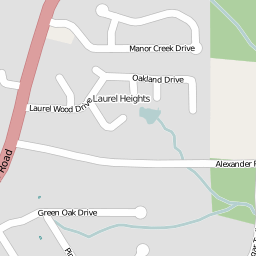 Manor Creek Drive
Oakland Drive
Laurel Heights
Laurel Wood Drive
Road
Alexander
Green Oak Drive